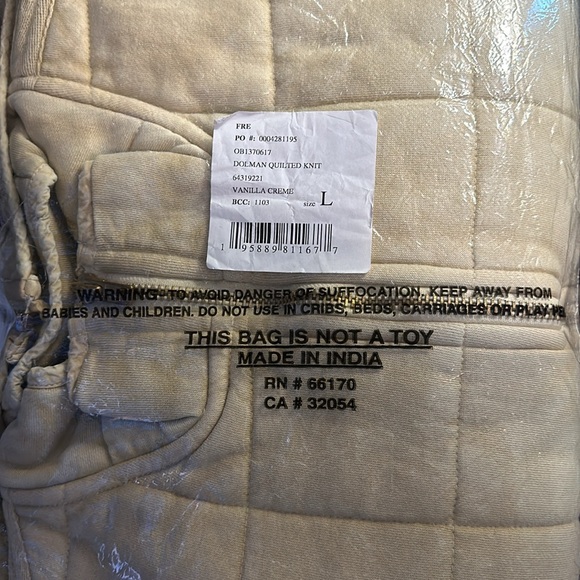 FRE
PO #: 0004281195
OB1370617
DOLMAN QUILTED KNIT
64319221
VANILLA CREME
BCC: 1103 size L
1 95889 81167 7
WARNING- TO AVOID DANGER OF SUFFOCATION, KEEP AWAY FROM
BABIES AND CHILDREN. DO NOT USE IN CRIBS, BEDS, CARRIAGES OR PLAY PE
THIS BAG IS NOT A TOY
MADE IN INDIA
RN # 66170
CA # 32054